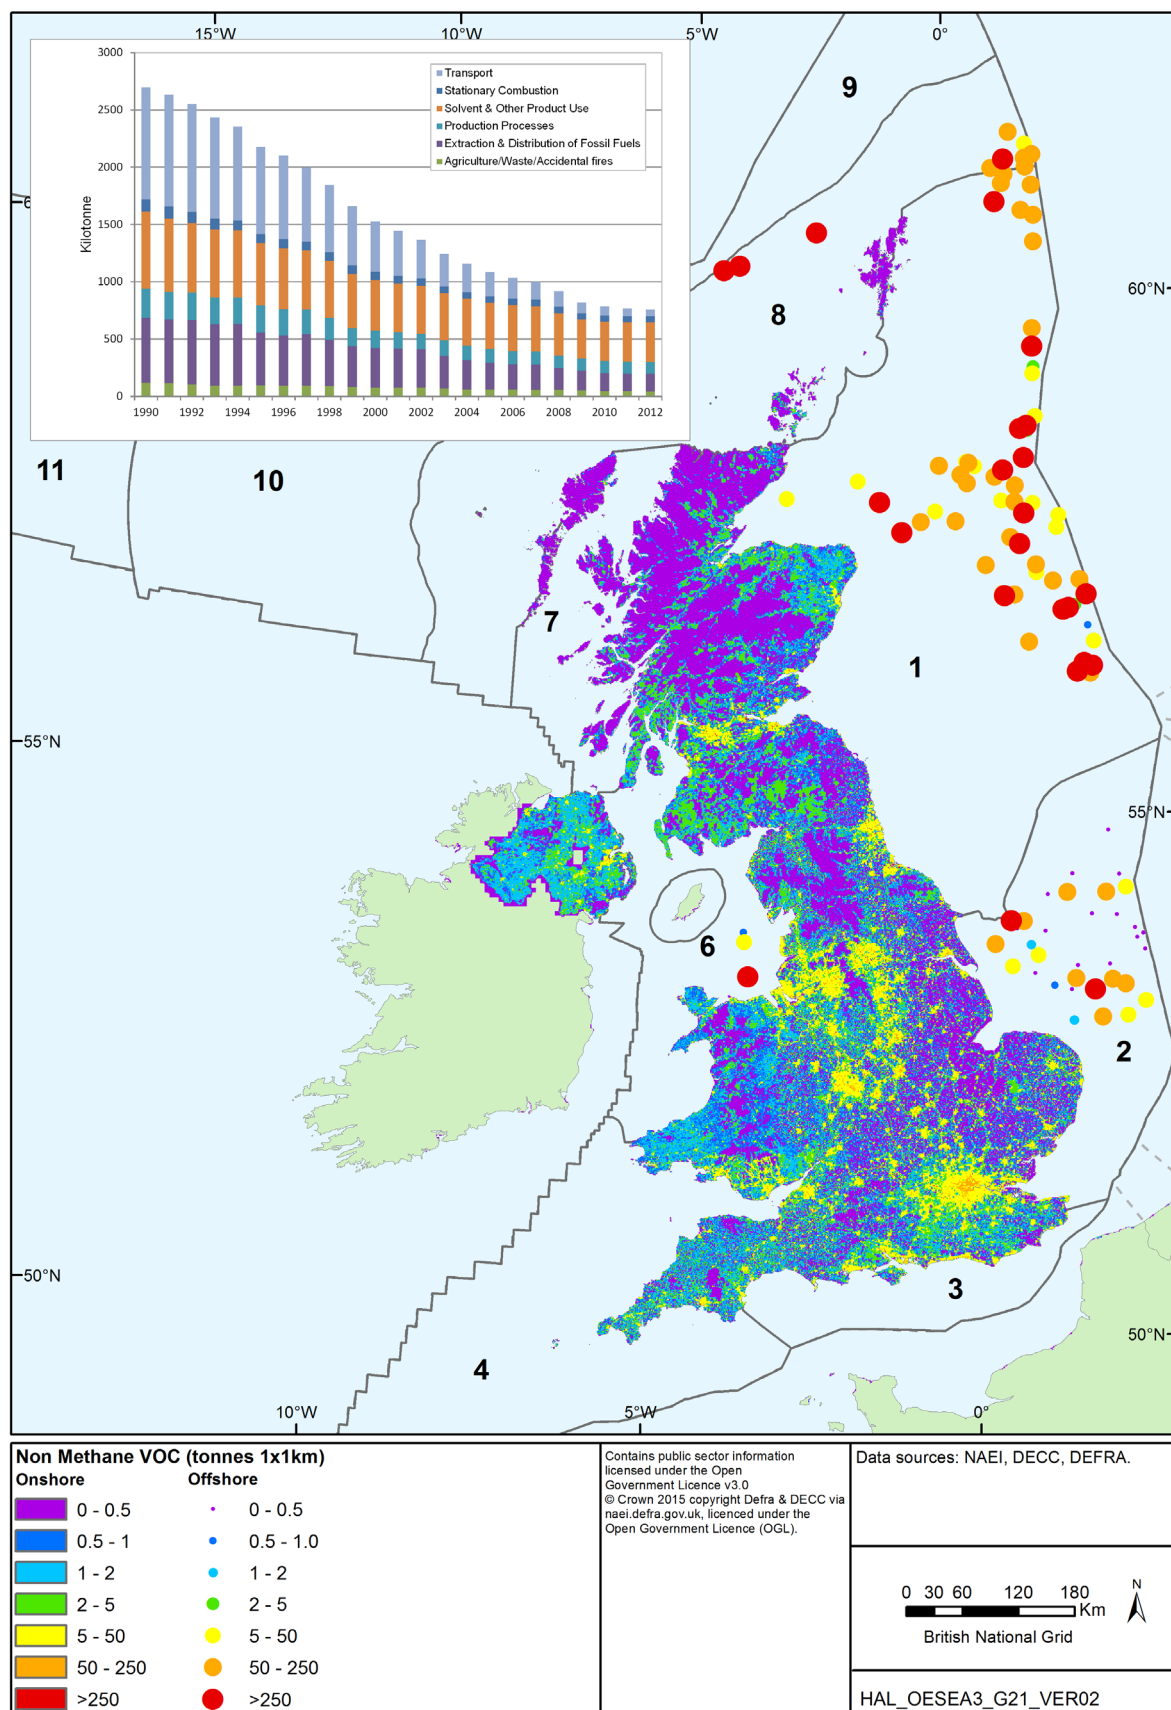 15°W
10°W
5°W
0°
3000
2500
2000
1500
1000
500
0
Kilotonne
Transport
Stationary Combustion
Solvent & Other Product Use
Production Processes
Extraction & Distribution of Fossil Fuels
Agriculture/Waste/Accidental fires
1990
1992
1994
1996
1998
2000
2002
2004
2006
2008
2010
2012
9
60°N
8
11
10
7
1
55°N
55°N
6
2
50°N
3
50°N
4
10°W
5°W
0°
Non Methane VOC (tonnes 1x1km)
Onshore
Offshore
0 - 0.5
0 - 0.5
0.5 - 1
0.5 - 1.0
1 - 2
1 - 2
2 - 5
2 - 5
5 - 50
5 - 50
50 - 250
50 - 250
>250
>250
Contains public sector information
licensed under the Open
Government Licence v3.0
© Crown 2015 copyright Defra & DECC via
naei.defra.gov.uk, licenced under the
Open Government Licence (OGL).
Data sources: NAEI, DECC, DEFRA.
0 30 60 120 180
Km
N
British National Grid
HAL_OESEA3_G21_VER02